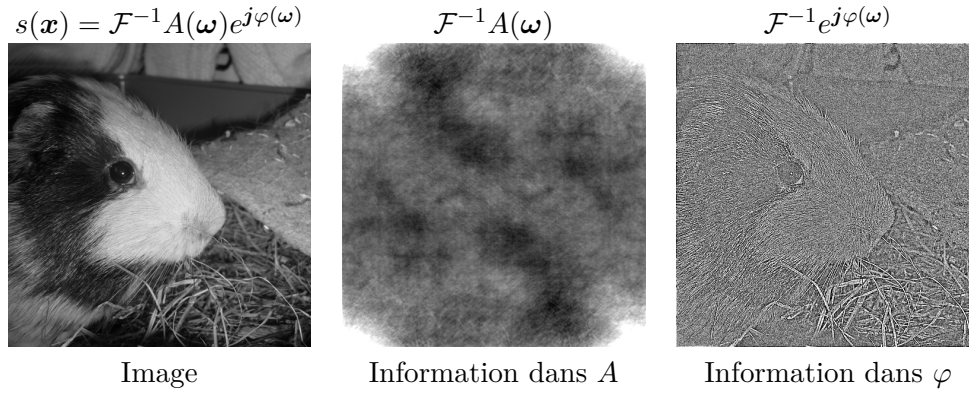 s(x) = F⁻¹A(ω)e^{jφ(ω)}
F⁻¹A(ω)
F⁻¹e^{jφ(ω)}
Image
Information dans A
Information dans φ